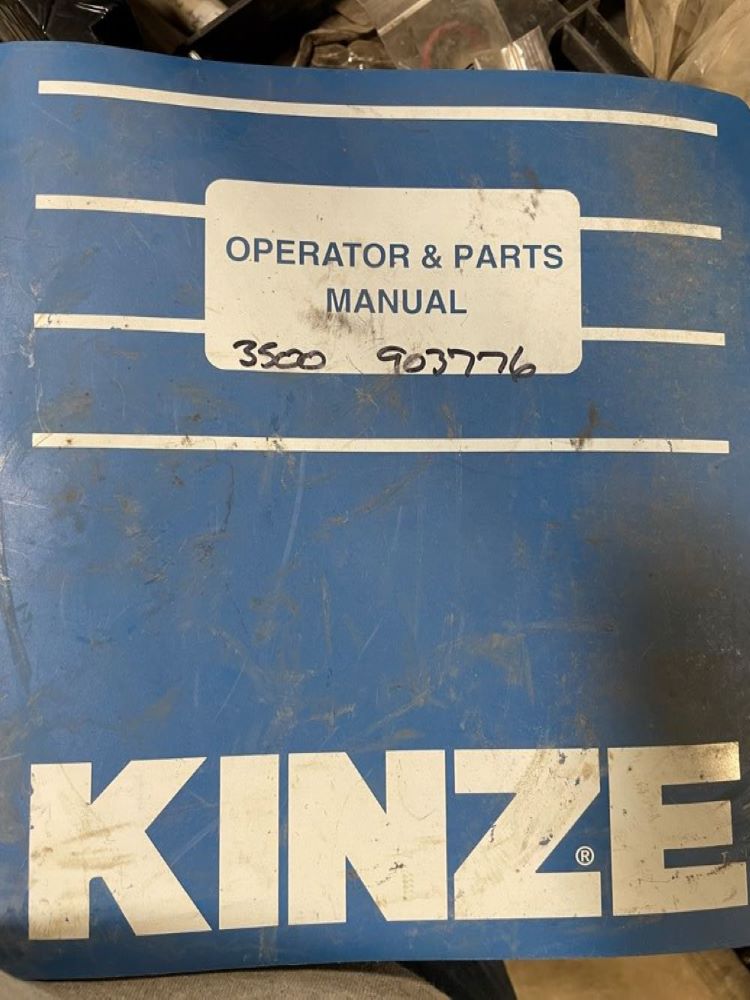 OPERATOR & PARTS
MANUAL
3500 903776
KINZE®